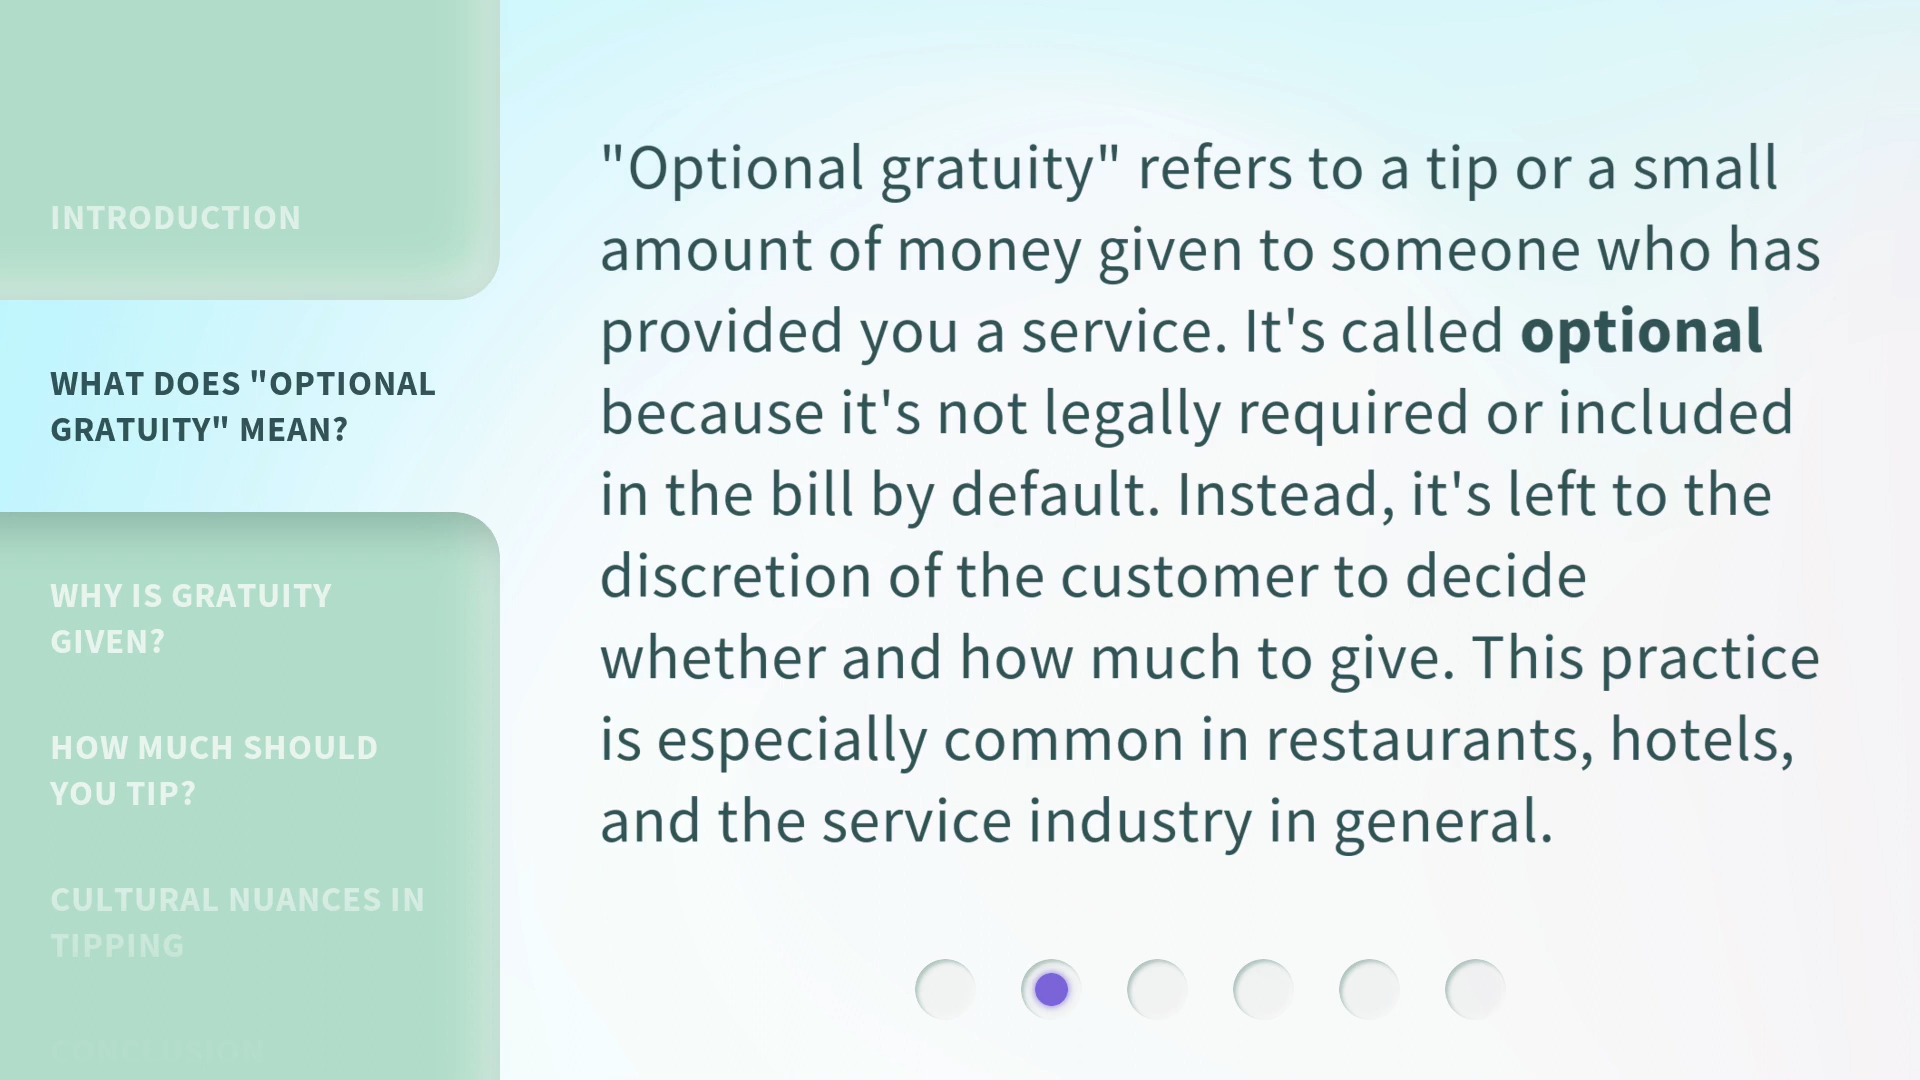 INTRODUCTION
WHAT DOES "OPTIONAL
GRATUITY" MEAN?
WHY IS GRATUITY
GIVEN?
HOW MUCH SHOULD
YOU TIP?
CULTURAL NUANCES IN
TIPPING
CONCLUSION
"Optional gratuity" refers to a tip or a small
amount of money given to someone who has
provided you a service. It's called optional
because it's not legally required or included
in the bill by default. Instead, it's left to the
discretion of the customer to decide
whether and how much to give. This practice
is especially common in restaurants, hotels,
and the service industry in general.